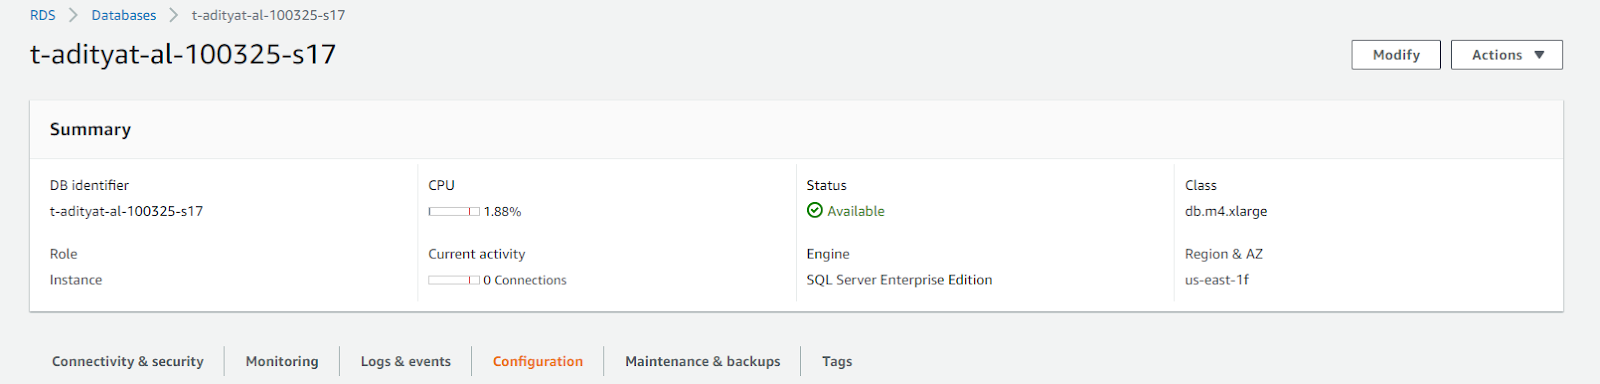 RDS > Databases > t-adityat-al-100325-s17
t-adityat-al-100325-s17
Modify
Actions
Summary
DB identifier
t-adityat-al-100325-s17
Role
Instance
CPU
1.88%
Current activity
0 Connections
Status
Available
Engine
SQL Server Enterprise Edition
Class
db.m4.xlarge
Region & AZ
us-east-1f
Connectivity & security
Monitoring
Logs & events
Configuration
Maintenance & backups
Tags